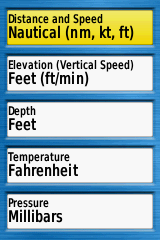 Distance and Speed
Nautical (nm, kt, ft)
Elevation (Vertical Speed)
Feet (ft/min)
Depth
Feet
Temperature
Fahrenheit
Pressure
Millibars